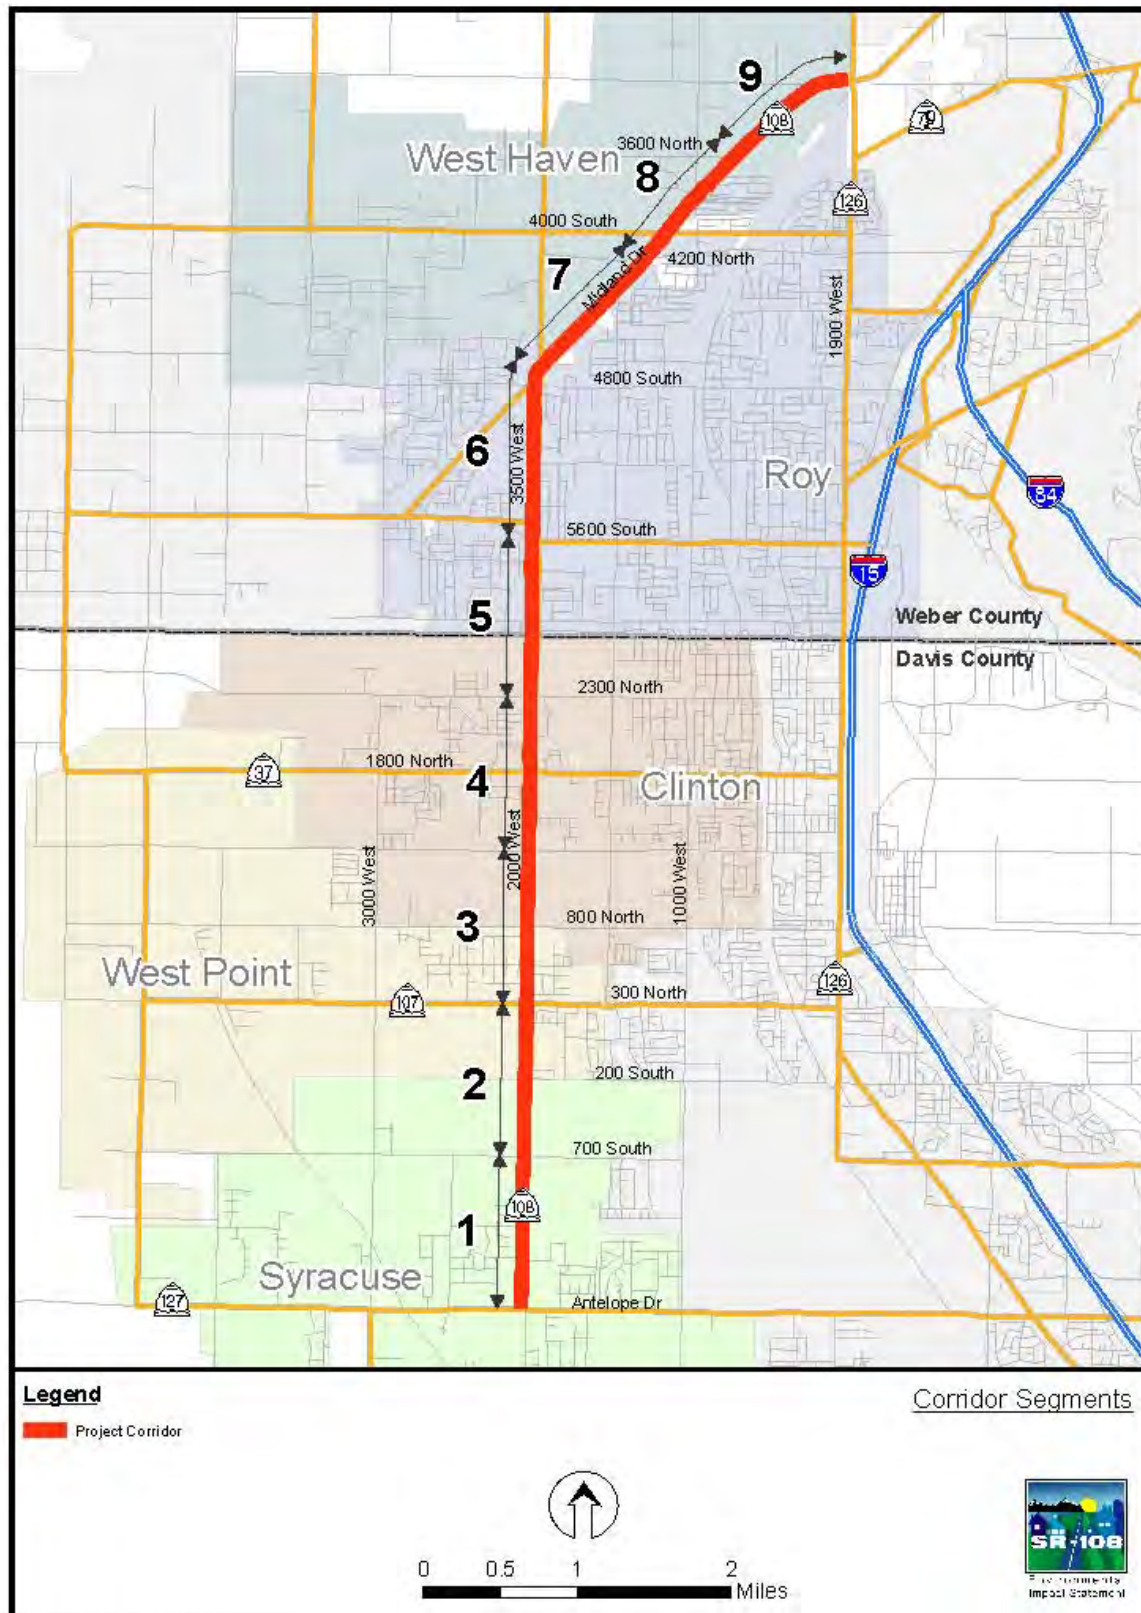 9
108
79
3600 North
West Haven
8
126
4000 South
4200 North
7
Midland Dr
1900 West
4800 South
6
3500 West
Roy
84
5600 South
15
5
Weber County
Davis County
2300 North
1800 North
37
4
Clinton
2000 West
3000 West
1000 West
3
800 North
West Point
126
107
300 North
2
200 South
700 South
108
1
Syracuse
127
Antelope Dr
Legend
Corridor Segments
Project Corridor
0 0.5 1 2
Miles
SR-108
Impact Statement